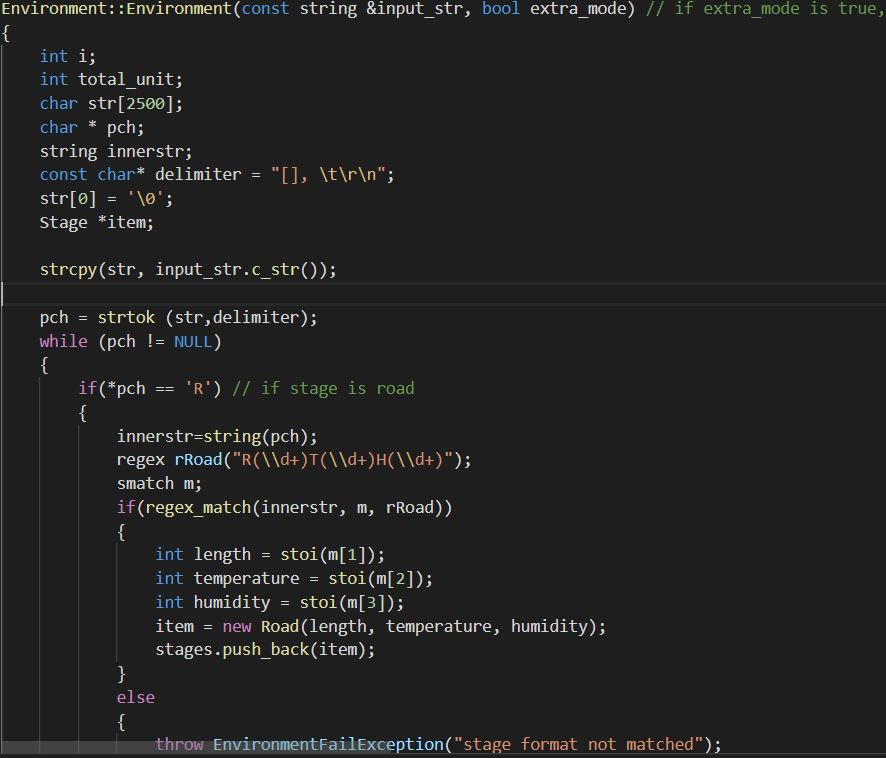 Environment::Environment(const string &input_str, bool extra_mode) // if extra_mode is true,
{
int i;
int total_unit;
char str[2500];
char * pch;
string innerstr;
const char* delimiter = "[], \t\r\n";
str[0] = '\0';
Stage *item;
strcpy(str, input_str.c_str());
pch = strtok (str,delimiter);
while (pch != NULL)
{
if(*pch == 'R') // if stage is road
{
innerstr=string(pch);
regex rRoad("R(\\d+)T(\\d+)H(\\d+)");
smatch m;
if(regex_match(innerstr, m, rRoad))
{
int length = stoi(m[1]);
int temperature = stoi(m[2]);
int humidity = stoi(m[3]);
item = new Road(length, temperature, humidity);
stages.push_back(item);
}
else
{
throw EnvironmentFailException("stage format not matched");